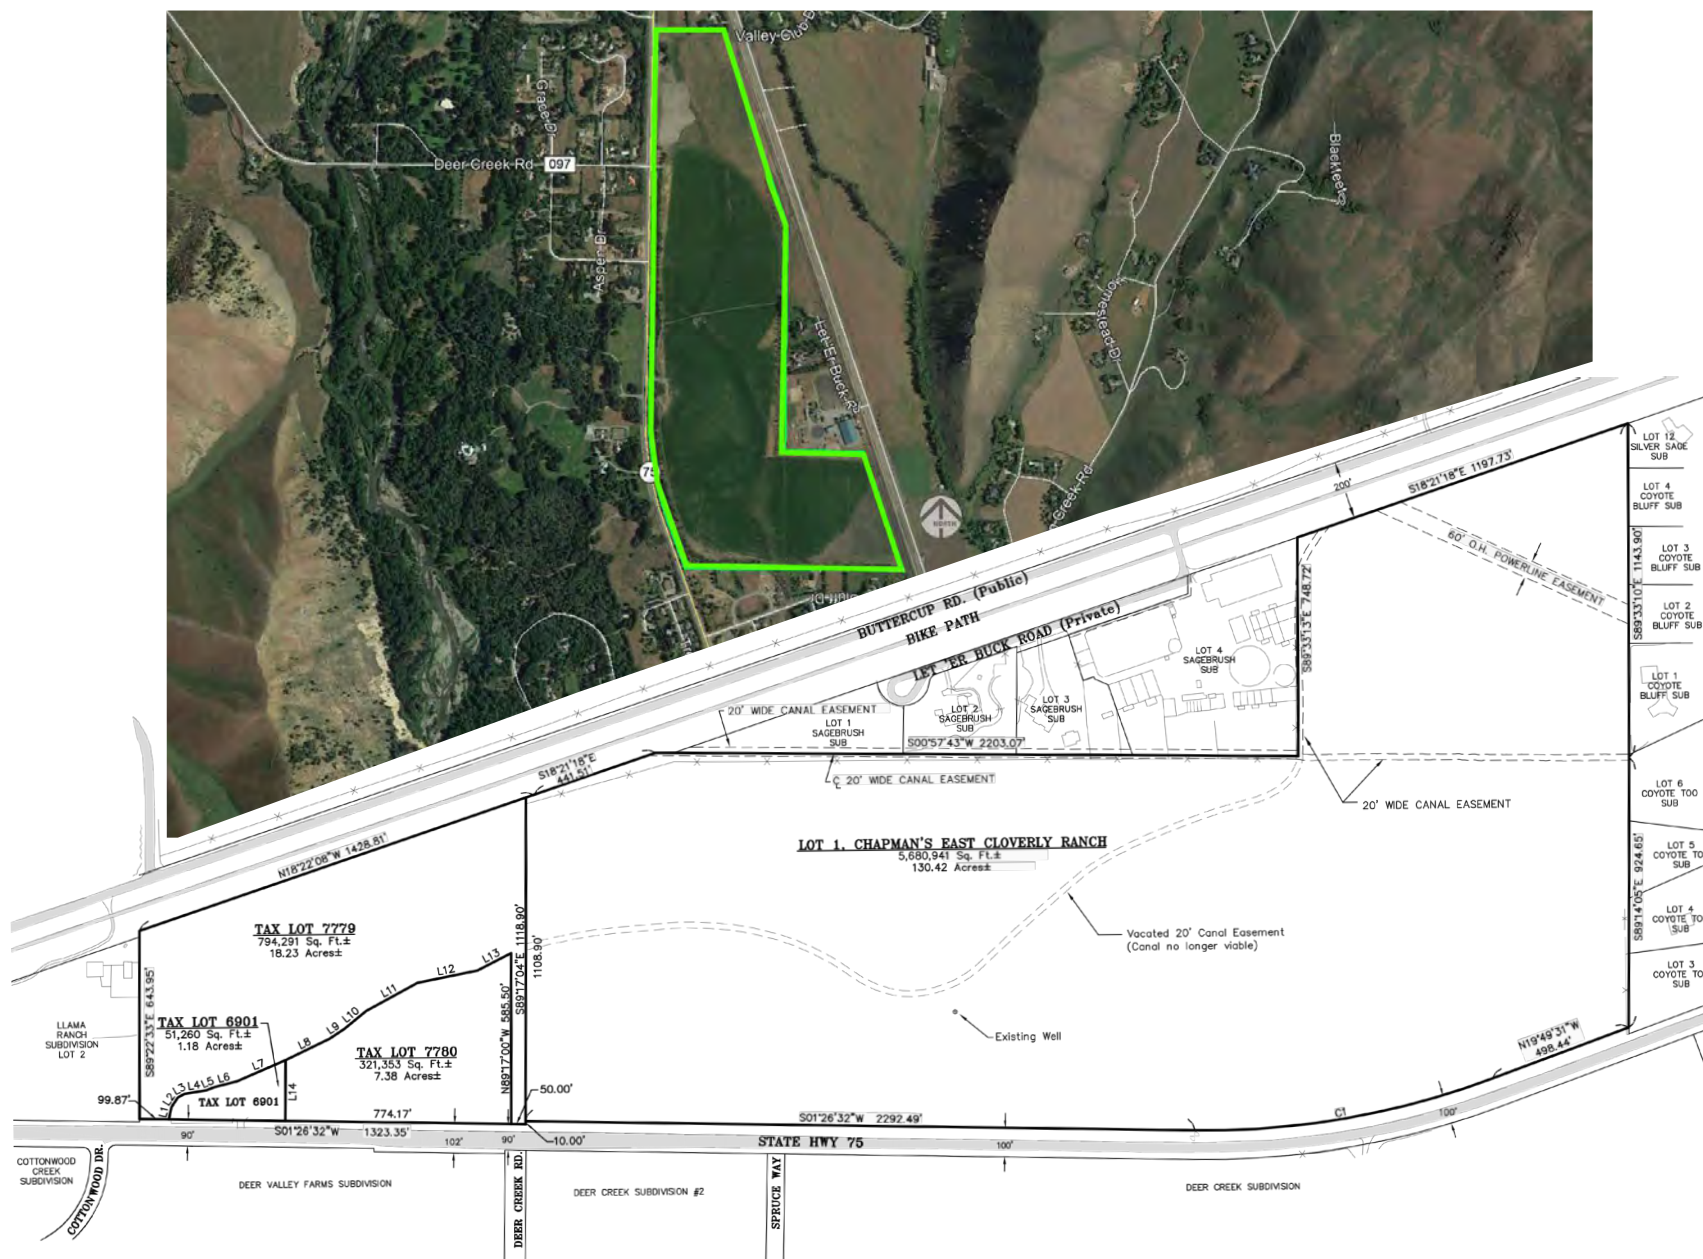 Valley Club D
Grace Dr
Deer Creek Rd
097
Aspen Dr
Blackfeet
omestead Dr
Let 'Er Buck Rd
75
NORTH
Creek Rd
BUTTERCUP RD. (Public)
BIKE PATH
LET 'ER BUCK ROAD (Private)
200'
S18°21'18"E 1197.73'
60' O.H. POWERLINE EASEMENT
S89°33'10"E 1143.90'
LOT 12
SILVER SAGE
SUB
LOT 4
COYOTE
BLUFF SUB
LOT 3
COYOTE
BLUFF SUB
LOT 2
COYOTE
BLUFF SUB
LOT 1
COYOTE
BLUFF SUB
S89°33'13"E 748.72'
LOT 4
SAGEBRUSH
SUB
LOT 3
SAGEBRUSH
SUB
LOT 2
SAGEBRUSH
SUB
LOT 1
SAGEBRUSH
SUB
20' WIDE CANAL EASEMENT
S00°57'43"W 2203.07'
℄ 20' WIDE CANAL EASEMENT
20' WIDE CANAL EASEMENT
S18°21'18"E
441.51'
N18°22'08"W 1428.81'
LOT 1, CHAPMAN'S EAST CLOVERLY RANCH
5,680,941 Sq. Ft.±
130.42 Acres±
LOT 6
COYOTE TOO
SUB
LOT 5
COYOTE TO
SUB
LOT 4
COYOTE TO
SUB
LOT 3
COYOTE TO
SUB
S89°14'05"E 924.65'
Vacated 20' Canal Easement
(Canal no longer viable)
Existing Well
TAX LOT 7779
794,291 Sq. Ft.±
18.23 Acres±
S89°22'33"E 643.95'
S89°17'04"E 1118.90'
1108.90'
N89°17'00"W 585.50'
L13
L12
L11
L10
L9
L8
L7
L6
L5
L4
L3
L2
L1
L14
TAX LOT 6901
51,260 Sq. Ft.±
1.18 Acres±
TAX LOT 7780
321,353 Sq. Ft.±
7.38 Acres±
TAX LOT 6901
LLAMA
RANCH
SUBDIVISION
LOT 2
99.87'
774.17'
50.00'
10.00'
N19°49'31"W
498.44'
C1
S01°26'32"W 1323.35'
S01°26'32"W 2292.49'
90'
102'
90'
100'
100'
STATE HWY 75
COTTONWOOD
CREEK
SUBDIVISION
COTTONWOOD DR.
DEER VALLEY FARMS SUBDIVISION
DEER CREEK RD.
DEER CREEK SUBDIVISION #2
SPRUCE WAY
DEER CREEK SUBDIVISION